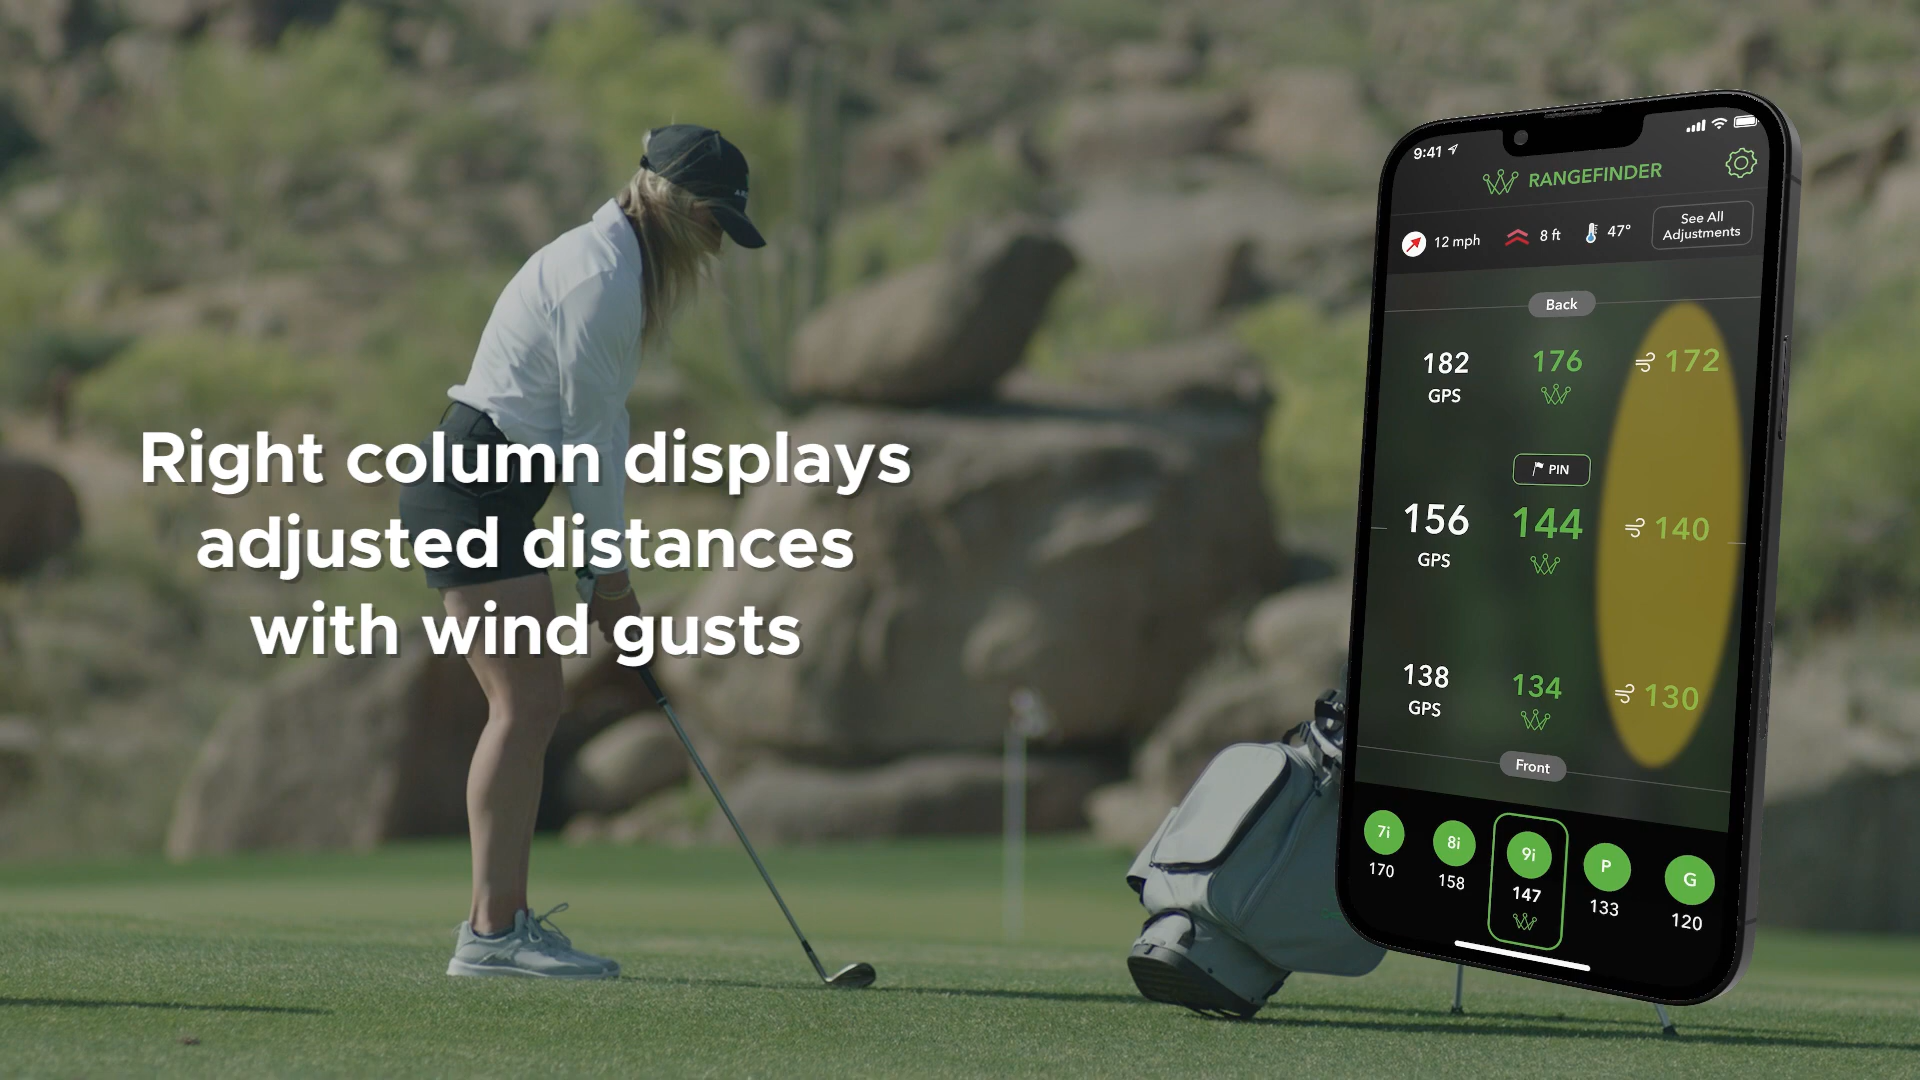 Right column displays
adjusted distances
with wind gusts
9:41
RANGEFINDER
12 mph
8 ft
47°
See All
Adjustments
Back
182
GPS
176
172
PIN
156
GPS
144
140
138
GPS
134
130
Front
7i
170
8i
158
9i
147
P
133
G
120